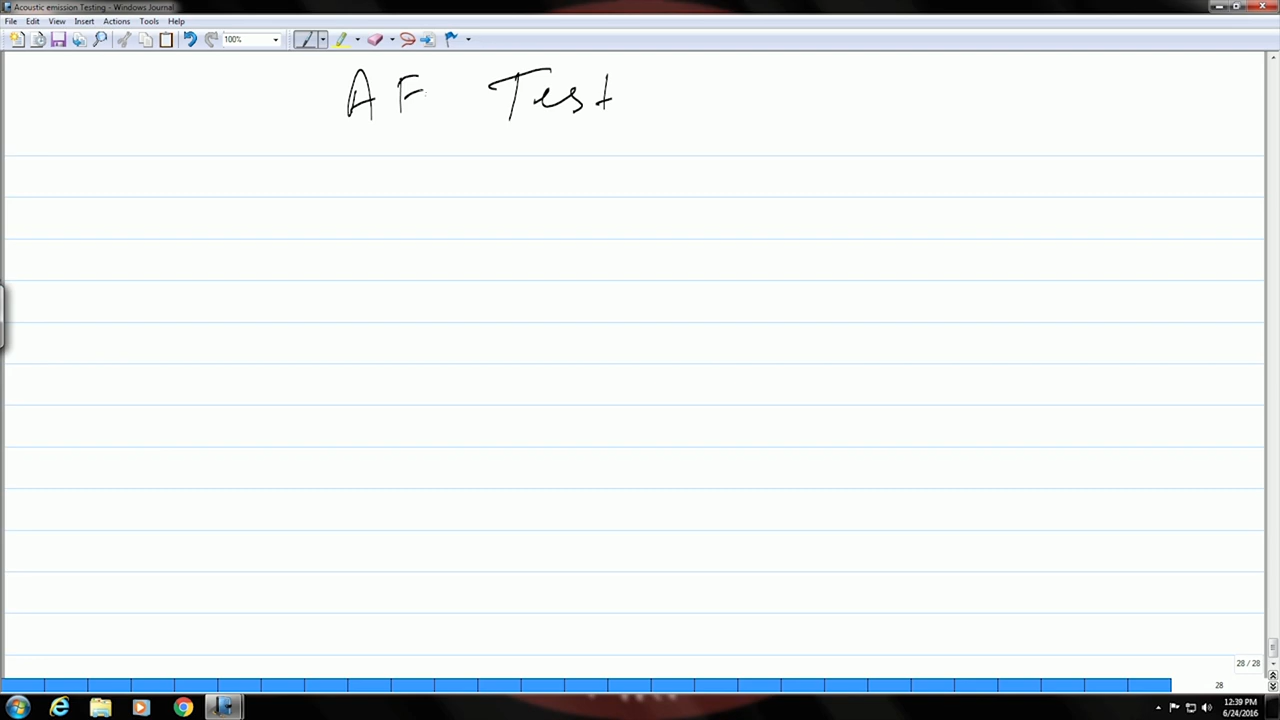 Acoustic emission Testing - Windows Journal
File Edit View Insert Actions Tools Help
100%
AF Test
28 / 28
28
12:39 PM
6/24/2016